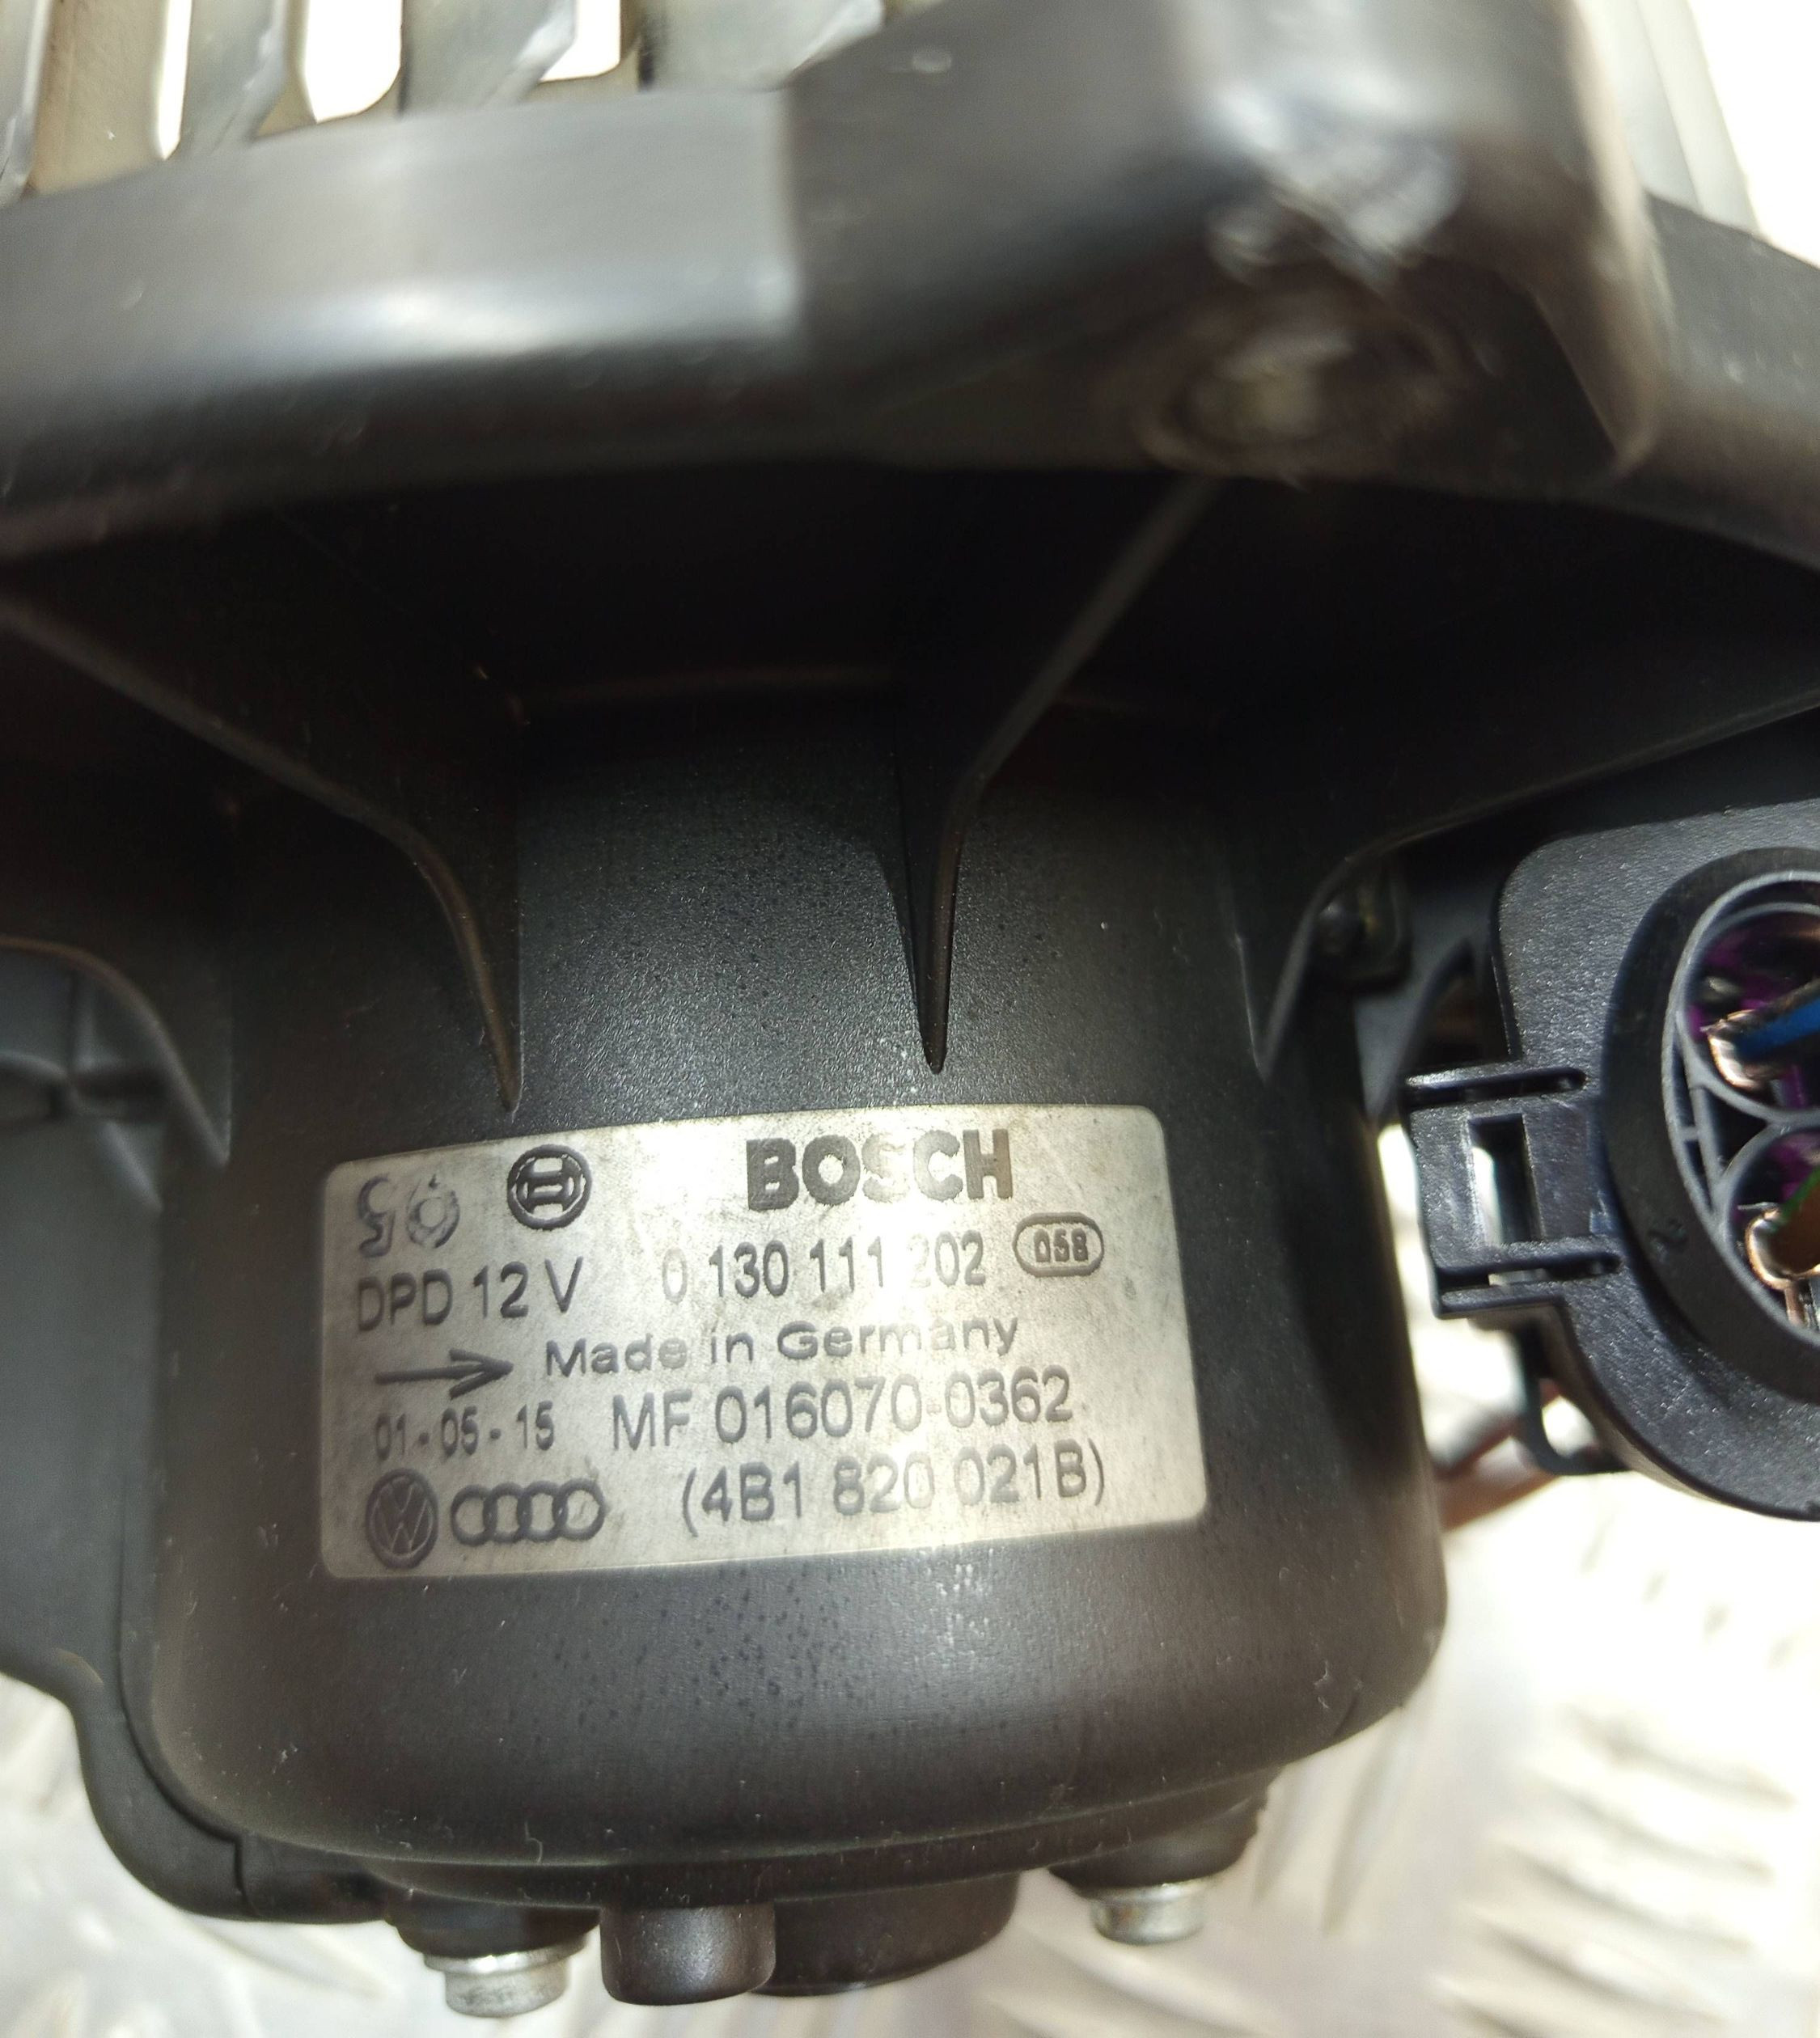 BOSCH
DPD 12 V 0 130 111 202 058
Made in Germany
01-05-15 MF 016070 0362
(4B1 820 021B)